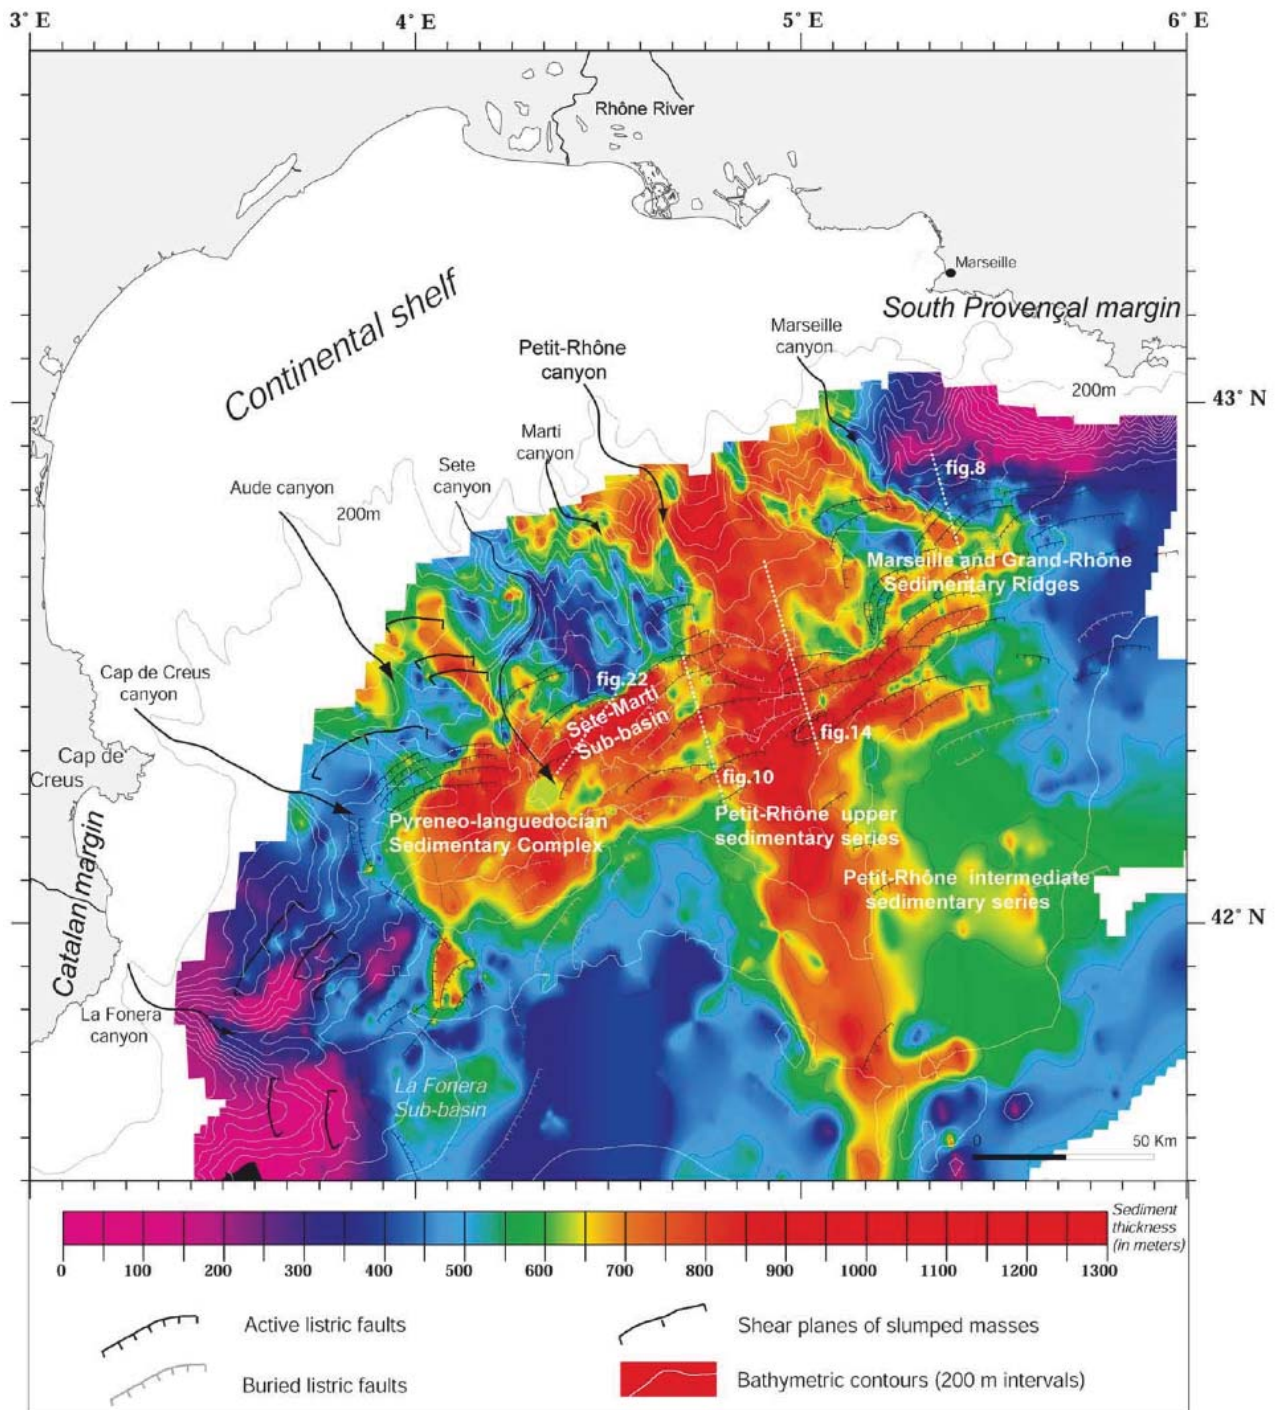 3° E
4° E
5° E
6° E
Rhône River
Marseille
South Provençal margin
Continental shelf
Marseille
canyon
Petit-Rhône
canyon
200m
43° N
Marti
canyon
Sete
canyon
Aude canyon
200m
fig.8
Marseille and Grand-Rhône
Sedimentary Ridges
Cap de Creus
canyon
fig.22
Sète-Marti
Sub-basin
fig.14
Cap de
Creus
fig.10
Pyreneo-languedocian
Sedimentary Complex
Petit-Rhône upper
sedimentary series
Petit-Rhône intermediate
sedimentary series
42° N
Catalan margin
La Fonera
canyon
La Fonera
Sub-basin
0
50 Km
Sediment
thickness
(in meters)
0 100 200 300 400 500 600 700 800 900 1000 1100 1200 1300
Active listric faults
Shear planes of slumped masses
Buried listric faults
Bathymetric contours (200 m intervals)